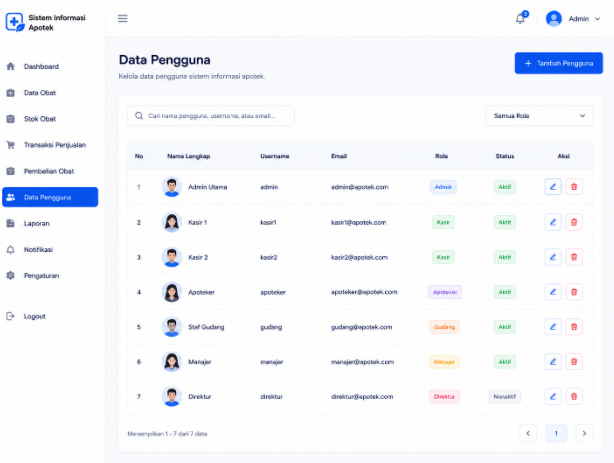 Sistem Informasi
Apotek
3
Admin
Dashboard
Data Obat
Stok Obat
Transaksi Penjualan
Pembelian Obat
Data Pengguna
Laporan
Notifikasi
Pengaturan
Logout
Data Pengguna
Kelola data pengguna sistem informasi apotek.
+ Tambah Pengguna
Cari nama pengguna, username, atau email...
Semua Role
No Nama Lengkap Username Email Role Status Aksi
1 Admin Utama admin admin@apotek.com Admin Aktif
2 Kasir 1 kasir1 kasir1@apotek.com Kasir Aktif
3 Kasir 2 kasir2 kasir2@apotek.com Kasir Aktif
4 Apoteker apoteker apoteker@apotek.com Apoteker Aktif
5 Staf Gudang gudang gudang@apotek.com Gudang Aktif
6 Manajer manajer manajer@apotek.com Manajer Aktif
7 Direktur direktur direktur@apotek.com Direktur Nonaktif
Menampilkan 1 - 7 dari 7 data
1